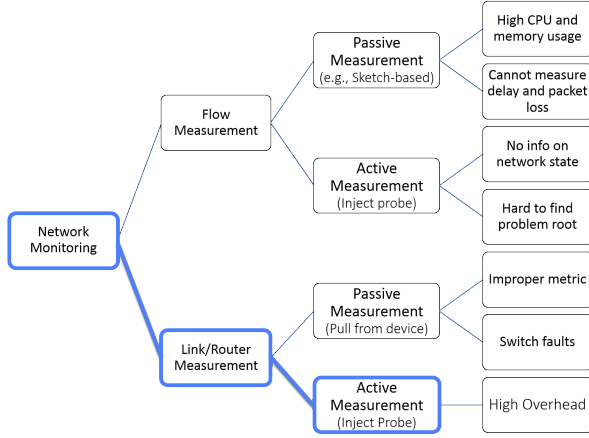 Network
Monitoring
Flow
Measurement
Passive
Measurement
(e.g., Sketch-based)
High CPU and
memory usage
Cannot measure
delay and packet
loss
Active
Measurement
(Inject probe)
No info on
network state
Hard to find
problem root
Link/Router
Measurement
Passive
Measurement
(Pull from device)
Improper metric
Switch faults
Active
Measurement
(Inject Probe)
High Overhead